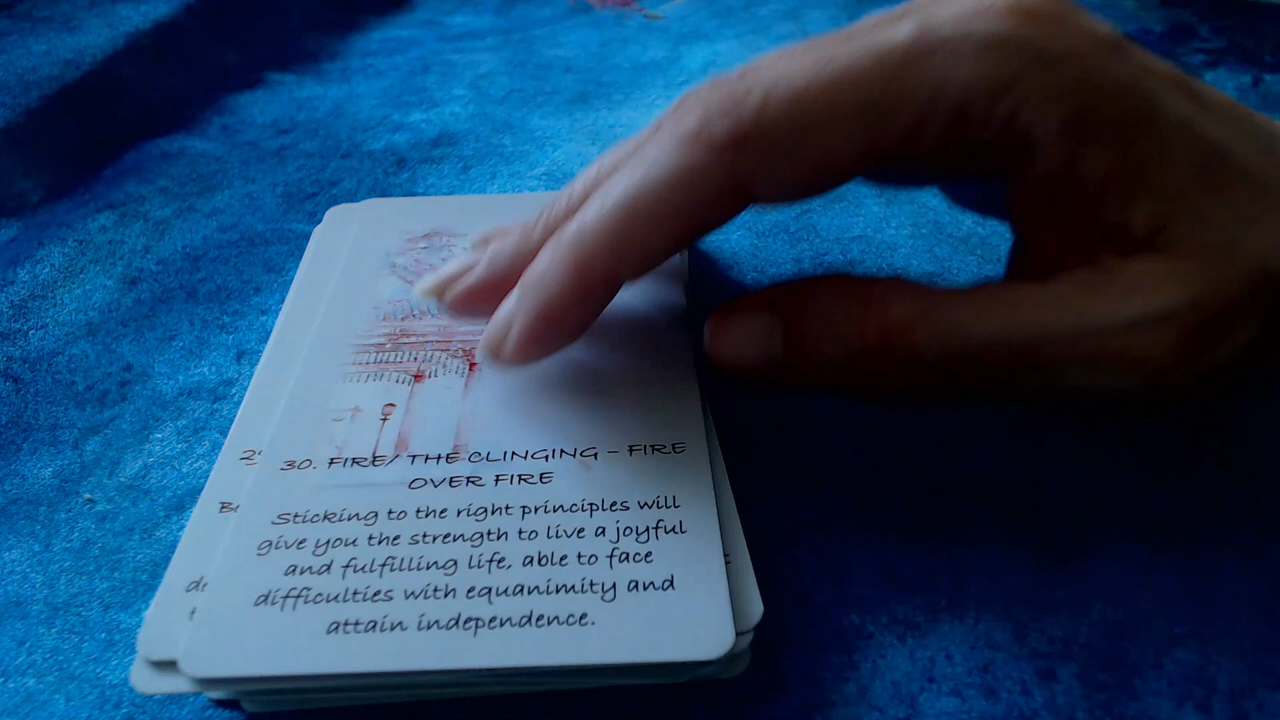 30. FIRE/ THE CLINGING – FIRE
OVER FIRE
Sticking to the right principles will
give you the strength to live a joyful
and fulfilling life, able to face
difficulties with equanimity and
attain independence.